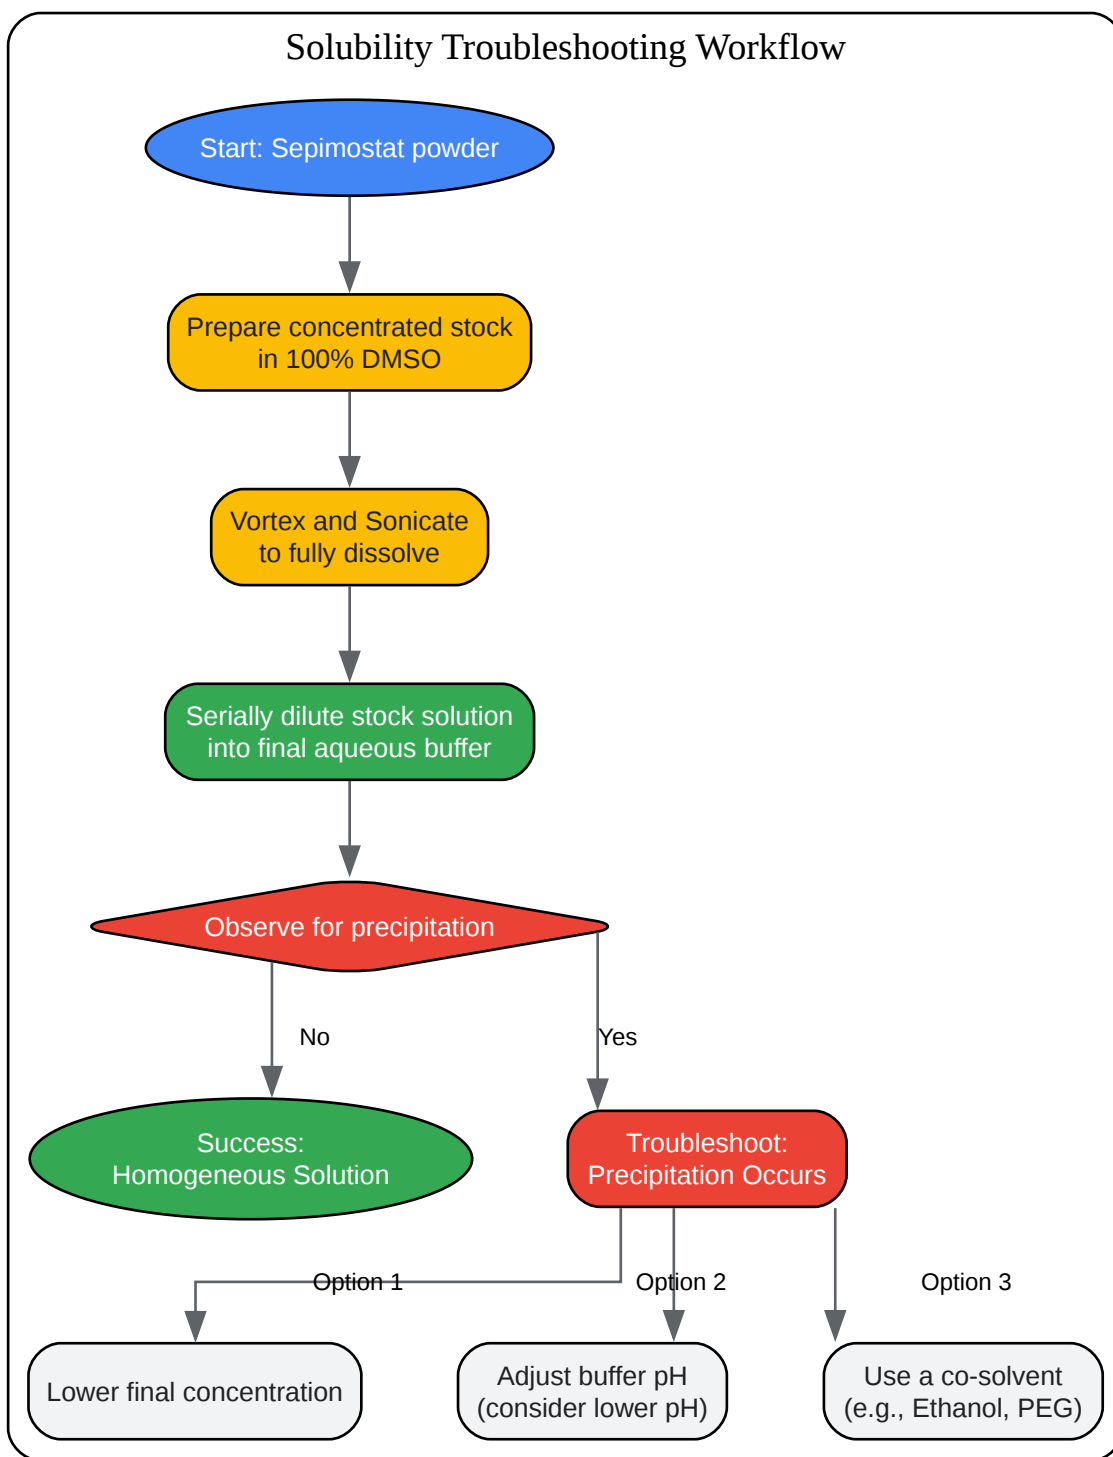 Solubility Troubleshooting Workflow
Start: Sepimostat powder
Prepare concentrated stock
in 100% DMSO
Vortex and Sonicate
to fully dissolve
Serially dilute stock solution
into final aqueous buffer
Observe for precipitation
No
Yes
Success:
Homogeneous Solution
Troubleshoot:
Precipitation Occurs
Option 1
Option 2
Option 3
Lower final concentration
Adjust buffer pH
(consider lower pH)
Use a co-solvent
(e.g., Ethanol, PEG)